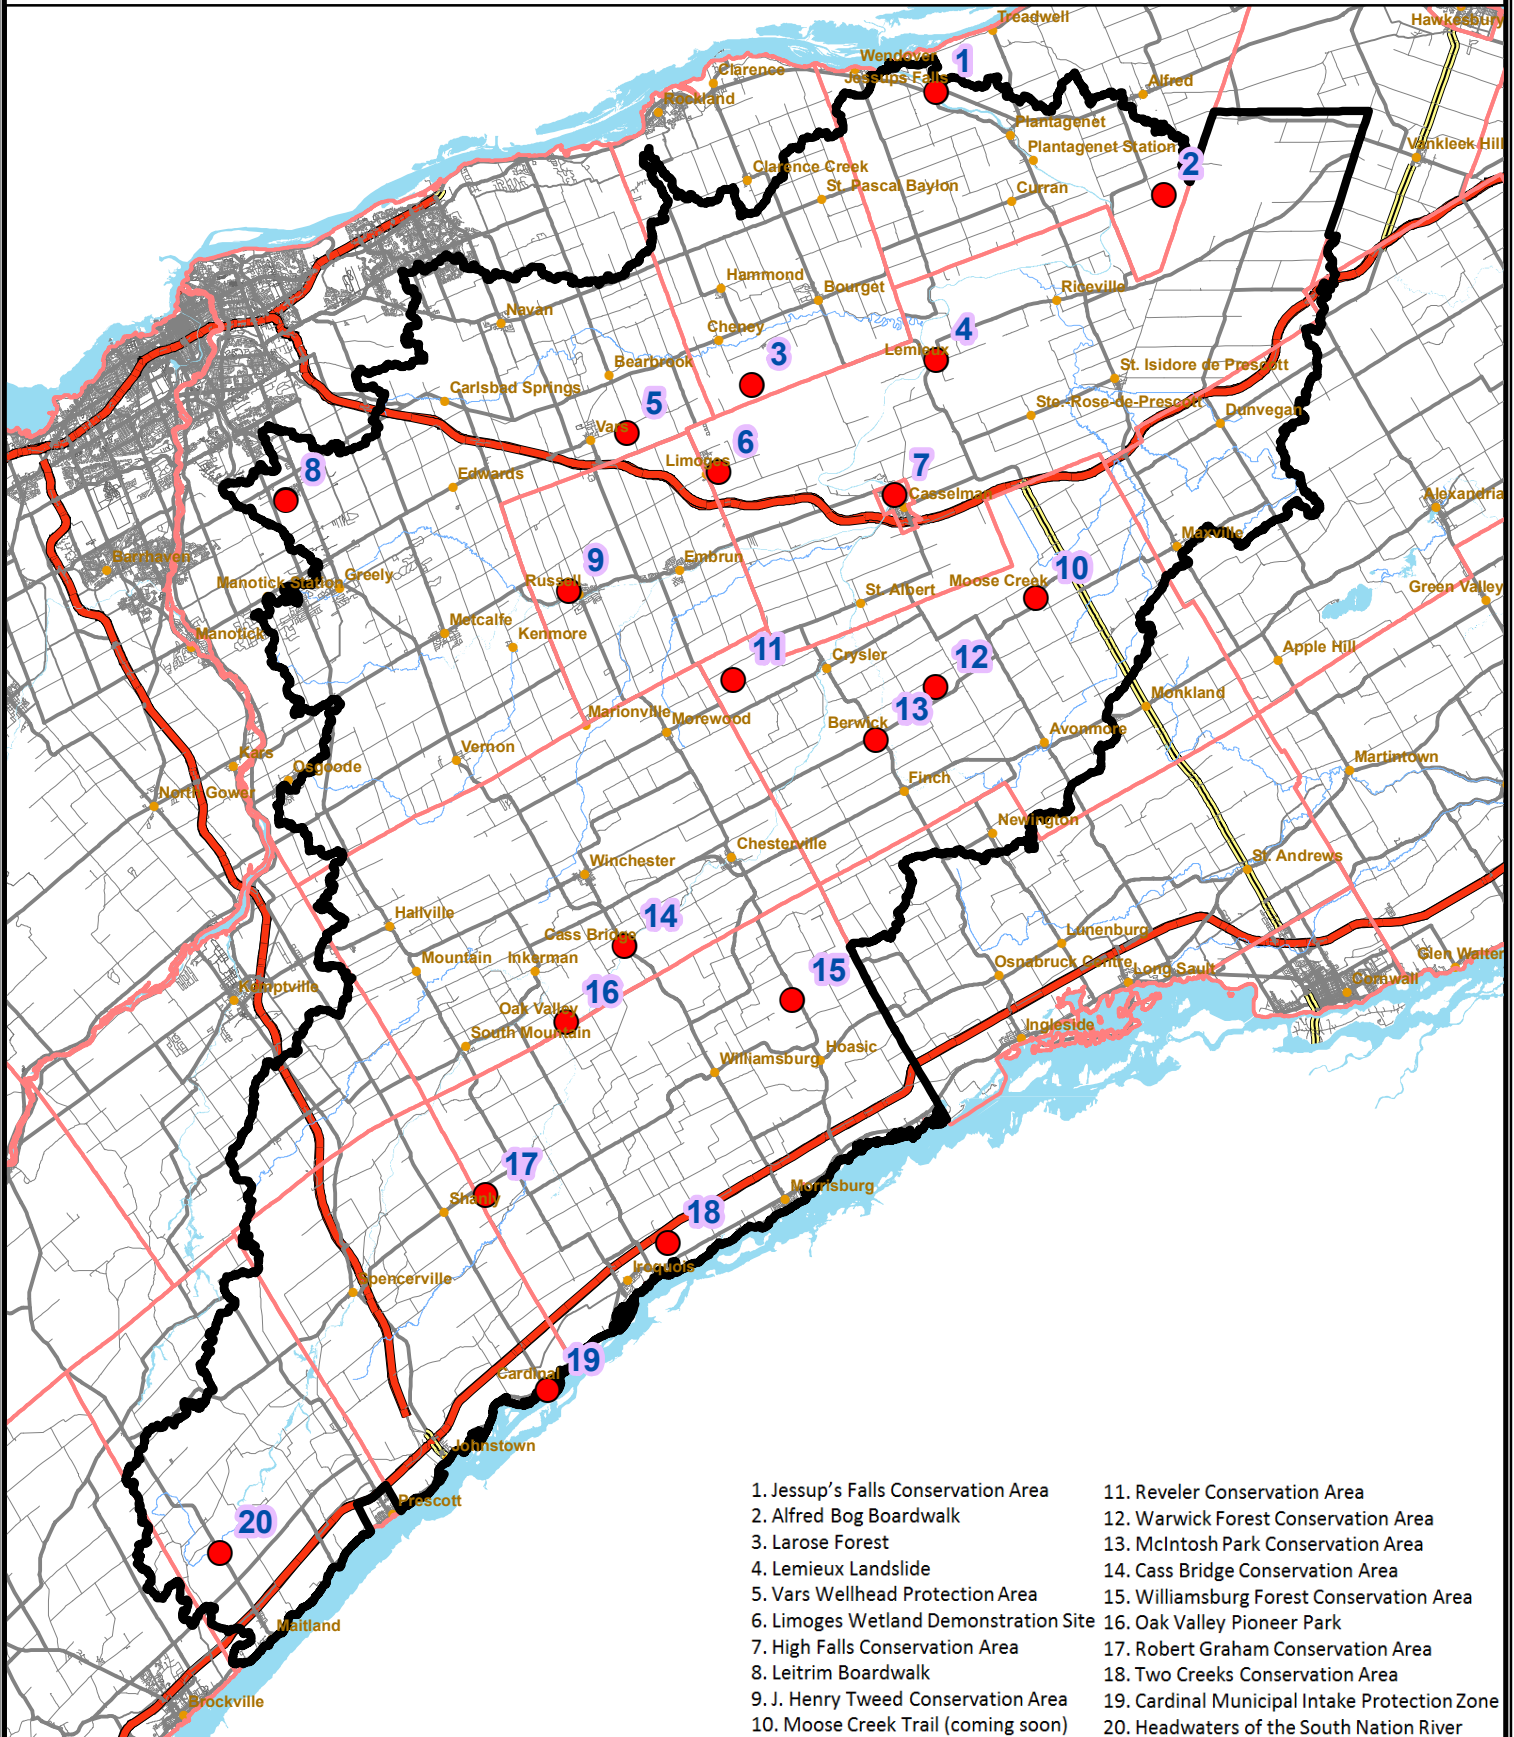 Treadwell
Hawkesbury
Wendover
1
Clarence
Jessups Falls
Alfred
Rockland
Plantagenet
Plantagenet Station
Vankleek Hill
2
Clarence Creek
St. Pascal Baylon
Curran
Hammond
Bourget
Riceville
Navan
Cheney
4
Lemieux
3
Bearbrook
St. Isidore de Prescott
Carlsbad Springs
5
Ste.-Rose-de-Prescott
Dunvegan
Vars
6
Limoges
7
8
Edwards
Casselman
Alexandria
Maxville
Barrhaven
Embrun
9
10
Manotick Station
Greely
Russell
Moose Creek
St. Albert
Green Valley
Metcalfe
Kenmore
Manotick
11
Crysler
12
Apple Hill
Monkland
Marionville
Morewood
13
Berwick
Avonmore
Vernon
Kars
Osgoode
Martintown
North Gower
Finch
Newington
Chesterville
Winchester
St. Andrews
Hallville
14
Cass Bridge
Lunenburg
Mountain
Inkerman
15
Osnabruck Centre
Long Sault
Glen Walter
Kemptville
16
Cornwall
Oak Valley
South Mountain
Ingleside
Williamsburg
Hoasic
17
Shanly
Morrisburg
18
Iroquois
Spencerville
19
Cardinal
Johnstown
Prescott
20
Maitland
Brockville
1. Jessup's Falls Conservation Area
2. Alfred Bog Boardwalk
3. Larose Forest
4. Lemieux Landslide
5. Vars Wellhead Protection Area
6. Limoges Wetland Demonstration Site
7. High Falls Conservation Area
8. Leitrim Boardwalk
9. J. Henry Tweed Conservation Area
10. Moose Creek Trail (coming soon)
11. Reveler Conservation Area
12. Warwick Forest Conservation Area
13. McIntosh Park Conservation Area
14. Cass Bridge Conservation Area
15. Williamsburg Forest Conservation Area
16. Oak Valley Pioneer Park
17. Robert Graham Conservation Area
18. Two Creeks Conservation Area
19. Cardinal Municipal Intake Protection Zone
20. Headwaters of the South Nation River